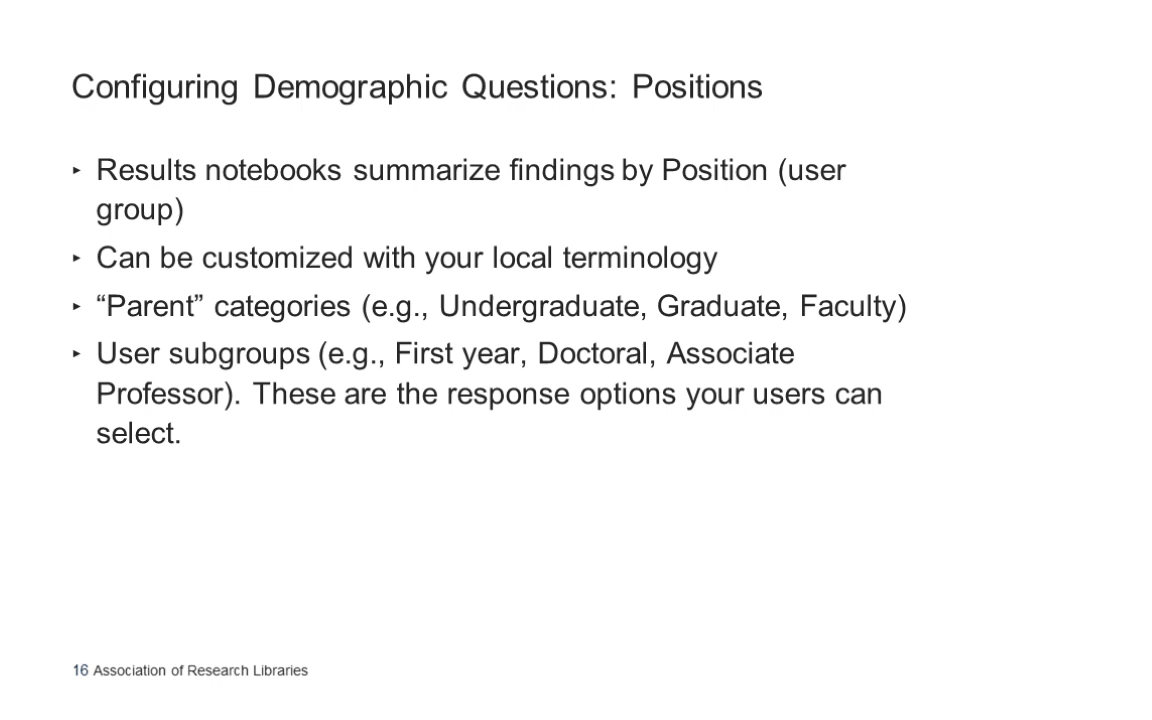 Configuring Demographic Questions: Positions
‣ Results notebooks summarize findings by Position (user
group)
‣ Can be customized with your local terminology
‣ “Parent” categories (e.g., Undergraduate, Graduate, Faculty)
‣ User subgroups (e.g., First year, Doctoral, Associate
Professor). These are the response options your users can
select.
16 Association of Research Libraries